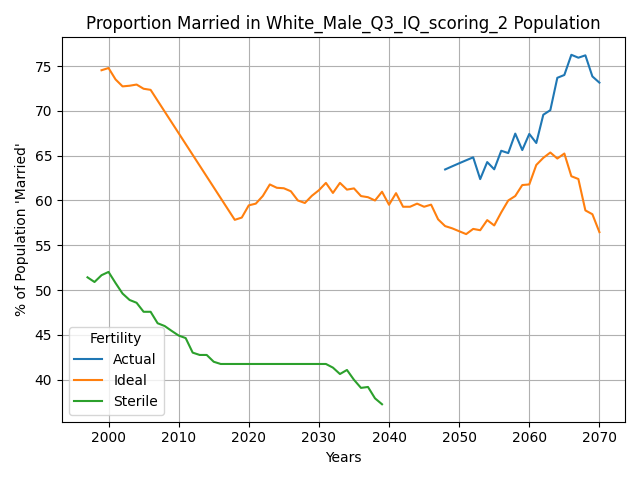 Proportion Married in White_Male_Q3_IQ_scoring_2 Population
% of Population 'Married'
75
70
65
60
55
50
45
40
Fertility
Actual
Ideal
Sterile
2000 2010 2020 2030 2040 2050 2060 2070
Years